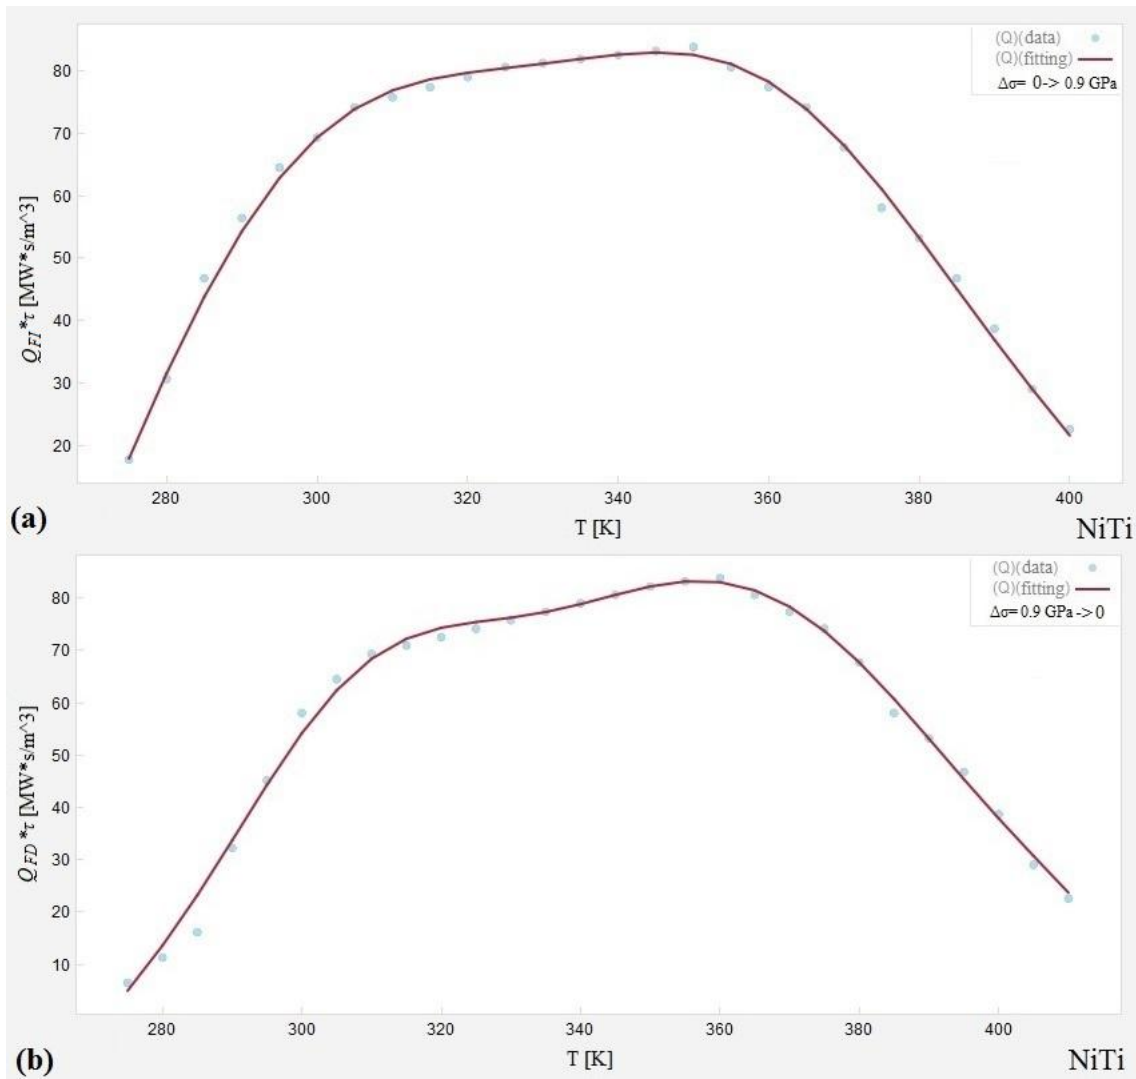 (Q)(data)
(Q)(fitting)
Δσ= 0-> 0.9 GPa
80
70
60
50
40
30
20
Q_FI*τ [MW*s/m^3]
280 300 320 340 360 380 400
(a) T [K] NiTi
(Q)(data)
(Q)(fitting)
Δσ= 0.9 GPa -> 0
80
70
60
50
40
30
20
10
Q_FD*τ [MW*s/m^3]
280 300 320 340 360 380 400
(b) T [K] NiTi